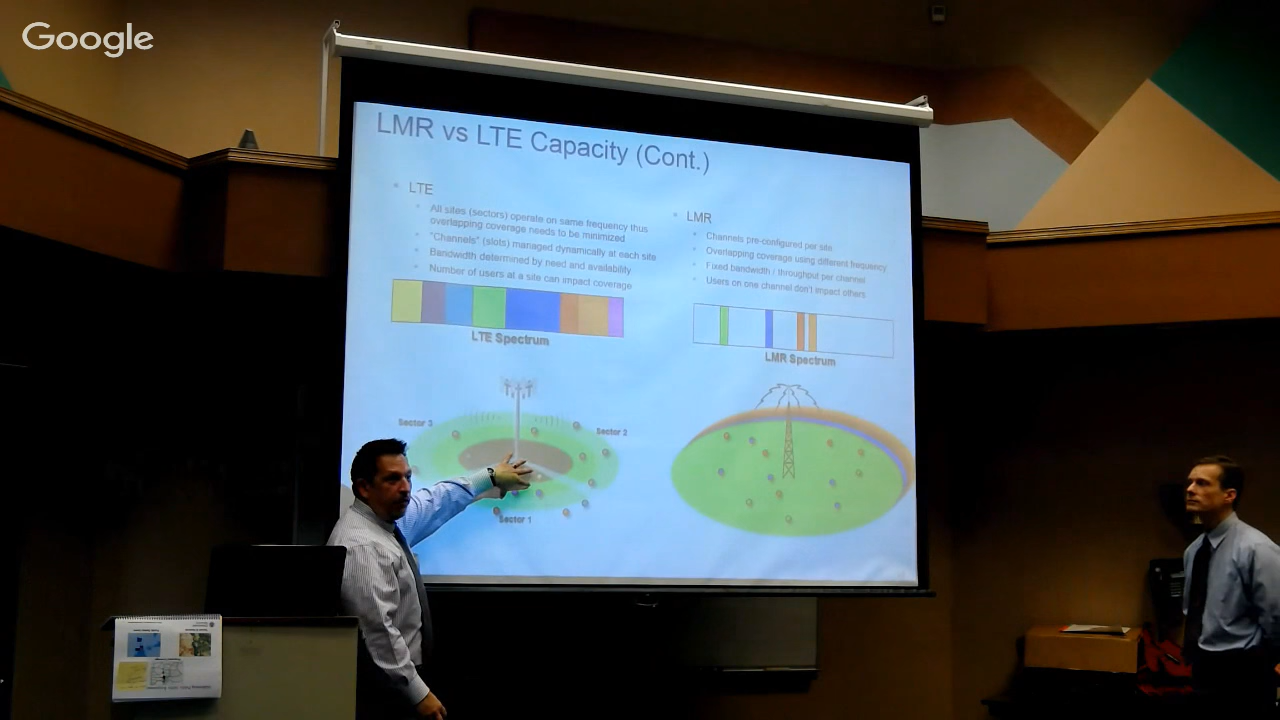 Google
LMR vs LTE Capacity (Cont.)
LTE
All sites (sectors) operate on same frequency thus
overlapping coverage needs to be minimized
"Channels" (slots) managed dynamically at each site
Bandwidth determined by need and availability
Number of users at a site can impact coverage
LTE Spectrum
Sector 3
Sector 2
Sector 1
LMR
Channels pre-configured per site
Overlapping coverage using different frequency
Fixed bandwidth / throughput per channel
Users on one channel don't impact others
LMR Spectrum